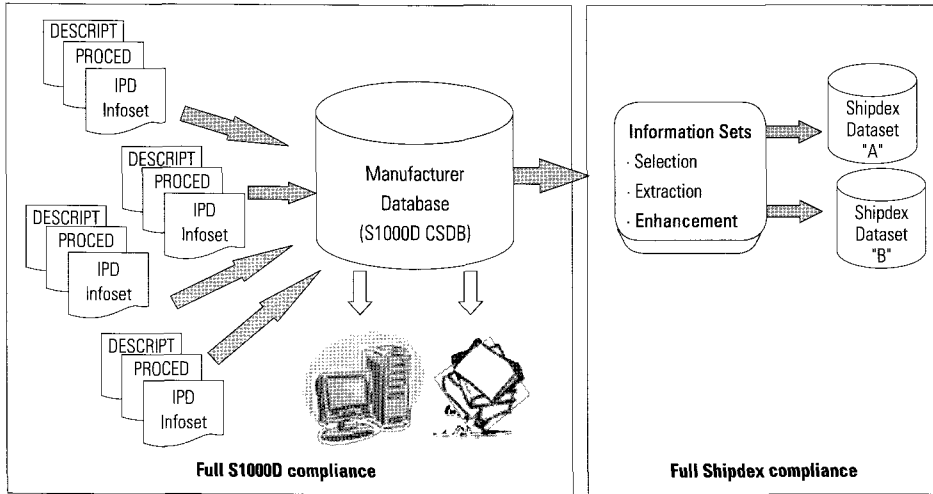 DESCRIPT
PROCED
IPD
Infoset
DESCRIPT
PROCED
IPD
Infoset
DESCRIPT
PROCED
IPD
Infoset
DESCRIPT
PROCED
IPD
Infoset
Manufacturer
Database
(S1000D CSDB)
Full S1000D compliance
Information Sets
· Selection
· Extraction
· Enhancement
Shipdex
Dataset
"A"
Shipdex
Dataset
"B"
Full Shipdex compliance